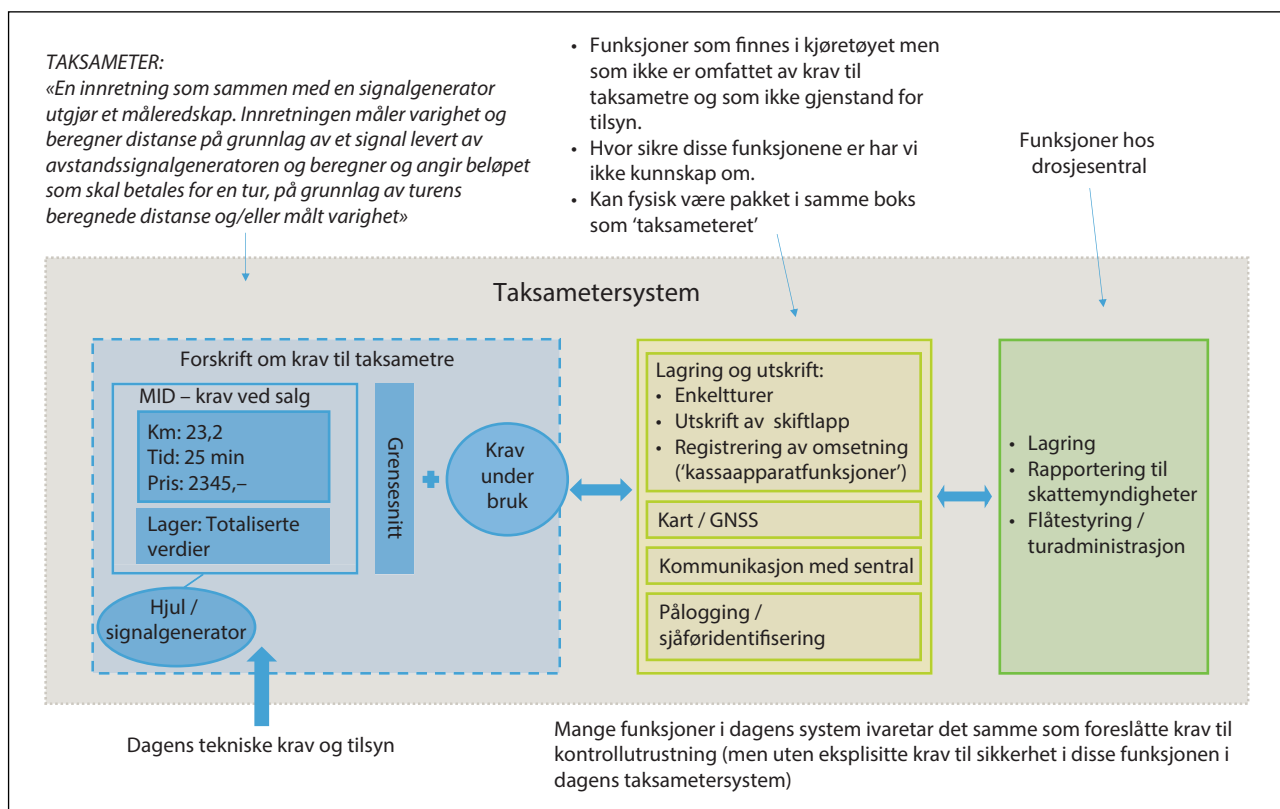 TAKSAMETER:
«En innretning som sammen med en signalgenerator
utgjør et måleredskap. Innretningen måler varighet og
beregner distanse på grunnlag av et signal levert av
avstandssignalgeneratoren og beregner og angir beløpet
som skal betales for en tur, på grunnlag av turens
beregnede distanse og/eller målt varighet»
• Funksjoner som finnes i kjøretøyet men
som ikke er omfattet av krav til
taksametre og som ikke gjenstand for
tilsyn.
• Hvor sikre disse funksjonene er har vi
ikke kunnskap om.
• Kan fysisk være pakket i samme boks
som ‘taksameteret’
Funksjoner hos
drosjesentral
Taksametersystem
Forskrift om krav til taksametre
MID – krav ved salg
Km: 23,2
Tid: 25 min
Pris: 2345,–
Lager: Totaliserte
verdier
Hjul /
signalgenerator
Grensesnitt
Krav
under
bruk
Lagring og utskrift:
• Enkeltturer
• Utskrift av skiftlapp
• Registrering av omsetning
(‘kassaapparatfunksjoner’)
Kart / GNSS
Kommunikasjon med sentral
Pålogging /
sjåføridentifisering
• Lagring
• Rapportering til
skattemyndigheter
• Flåtestyring /
turadministrasjon
Dagens tekniske krav og tilsyn
Mange funksjoner i dagens system ivaretar det samme som foreslåtte krav til
kontrollutrustning (men uten eksplisitte krav til sikkerhet i disse funksjonen i
dagens taksametersystem)